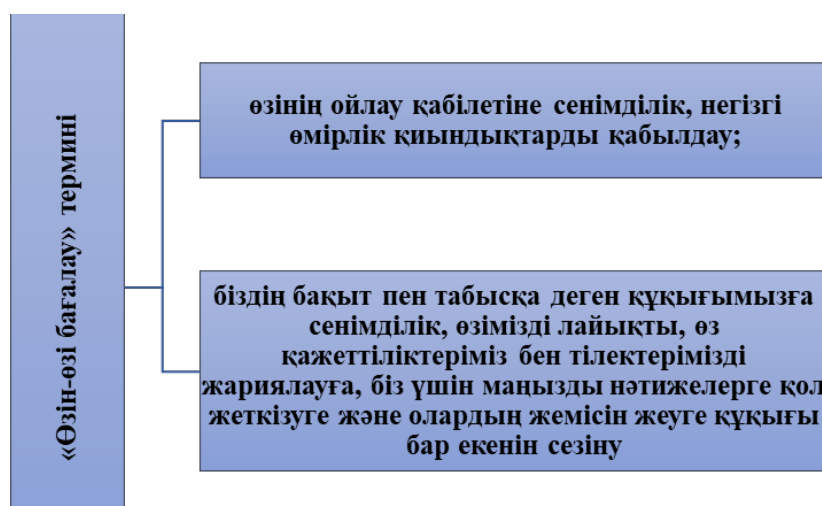 «Өзін-өзі бағалау» термині
өзінің ойлау қабілетіне сенімділік, негізгі
өмірлік қиындықтарды қабылдау;
біздің бақыт пен табысқа деген құқығымызға
сенімділік, өзімізді лайықты, өз
қажеттіліктеріміз бен тілектерімізді
жариялауға, біз үшін маңызды нәтижелерге қол
жеткізуге және олардың жемісін жеуге құқығы
бар екенін сезіну